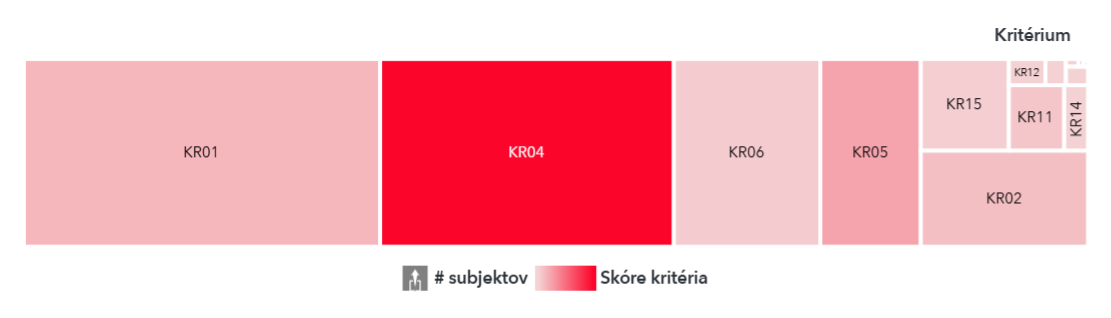 Kritérium
KR01
KR04
KR06
KR05
KR15
KR12
KR11
KR14
KR02
# subjektov
Skóre kritéria